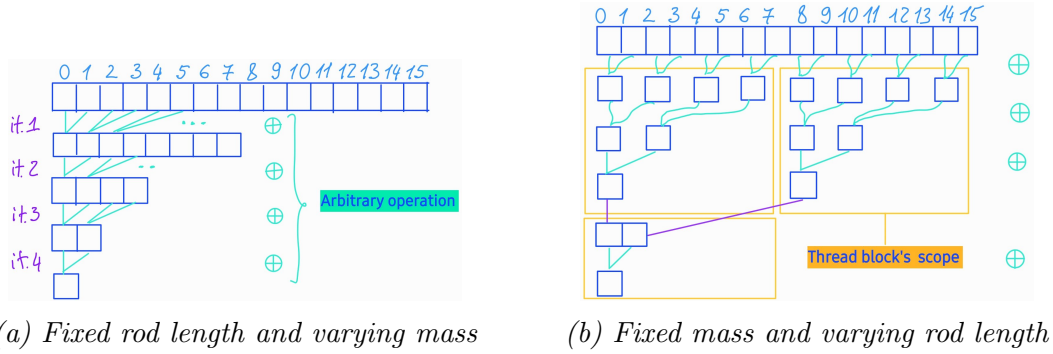 0 1 2 3 4 5 6 7 8 9 10 11 12 13 14 15
it.1
...
⊕
it.2
--
⊕
it.3
⊕
it.4
⊕
Arbitrary operation
(a) Fixed rod length and varying mass
0 1 2 3 4 5 6 7 8 9 10 11 12 13 14 15
⊕
⊕
⊕
Thread block's scope
⊕
(b) Fixed mass and varying rod length